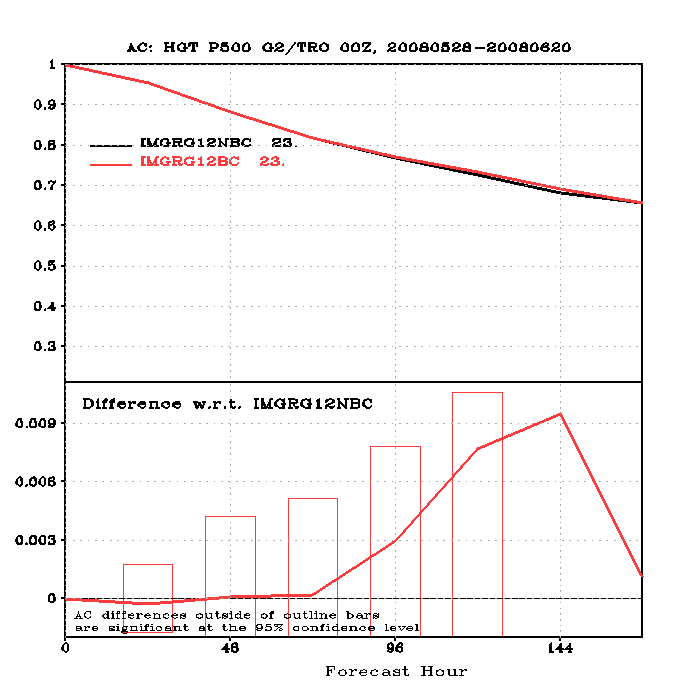 AC: HGT P500 G2/TRO 00Z, 20080528-20080620
1
0.9
0.8
IMGRG12NBC 23.
IMGRG12BC 23.
0.7
0.6
0.5
0.4
0.3
Difference w.r.t. IMGRG12NBC
0.009
0.006
0.003
0
AC differences outside of outline bars
are significant at the 95% confidence level
0 48 96 144
Forecast Hour